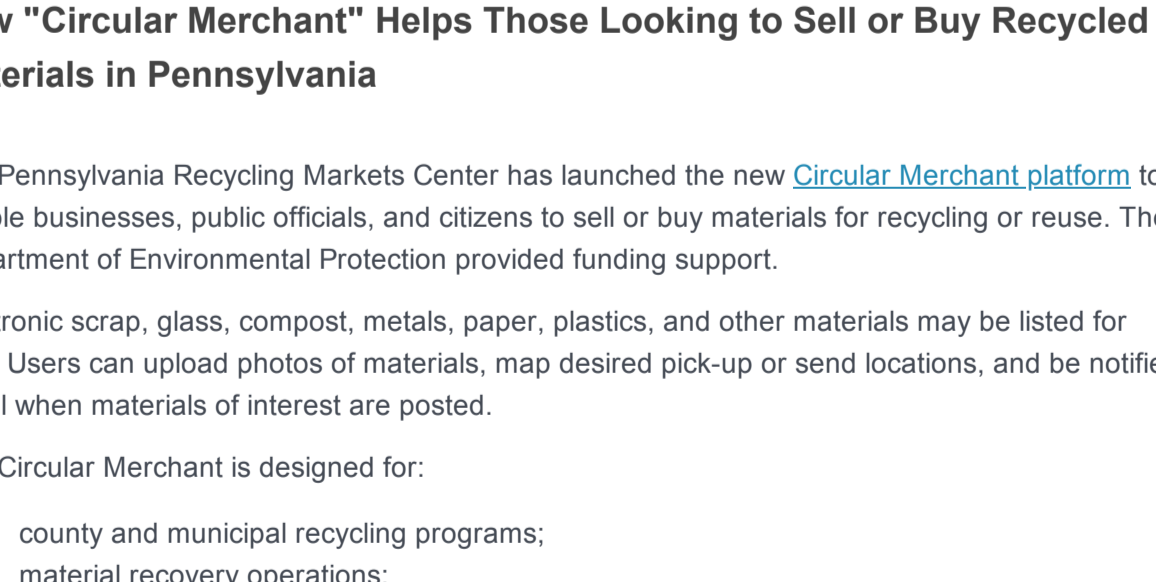 "Circular Merchant" Helps Those Looking to Sell or Buy Recycled
erials in Pennsylvania
Pennsylvania Recycling Markets Center has launched the new Circular Merchant platform to
le businesses, public officials, and citizens to sell or buy materials for recycling or reuse. The
artment of Environmental Protection provided funding support.
tronic scrap, glass, compost, metals, paper, plastics, and other materials may be listed for
Users can upload photos of materials, map desired pick-up or send locations, and be notifie
l when materials of interest are posted.
Circular Merchant is designed for:
county and municipal recycling programs;
material recovery operations;